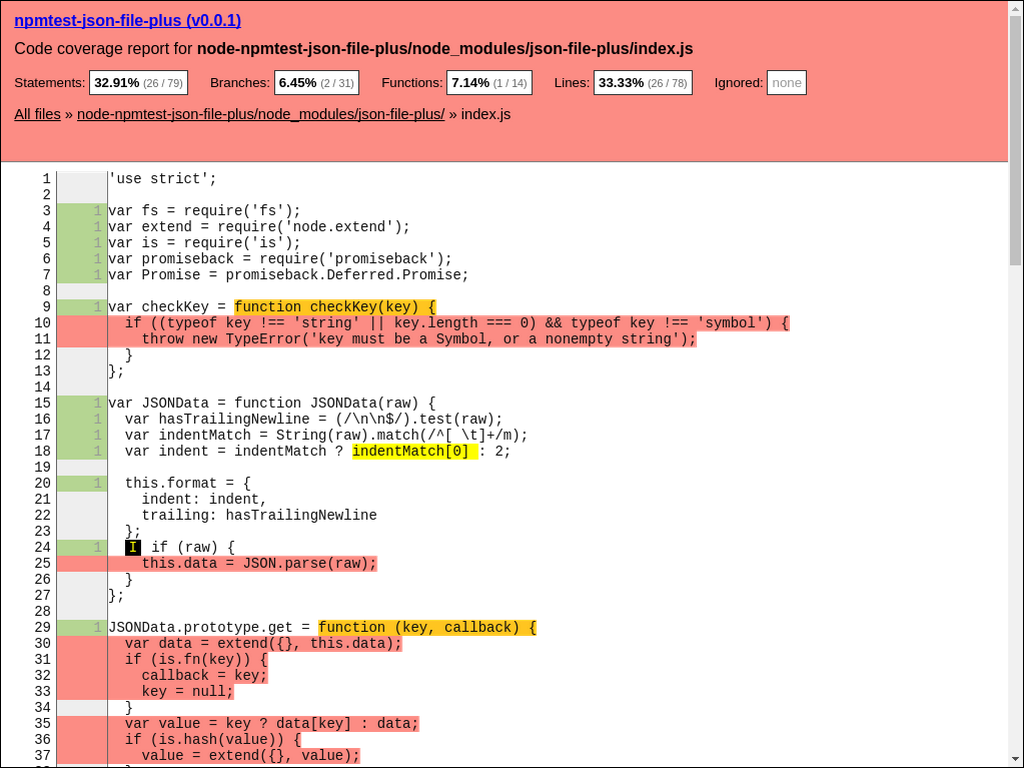 npmtest-json-file-plus (v0.0.1)
Code coverage report for node-npmtest-json-file-plus/node_modules/json-file-plus/index.js
Statements: 32.91% (26 / 79) Branches: 6.45% (2 / 31) Functions: 7.14% (1 / 14) Lines: 33.33% (26 / 78) Ignored: none
All files » node-npmtest-json-file-plus/node_modules/json-file-plus/ » index.js
1 'use strict';
2
3 1 var fs = require('fs');
4 1 var extend = require('node.extend');
5 1 var is = require('is');
6 1 var promiseback = require('promiseback');
7 1 var Promise = promiseback.Deferred.Promise;
8
9 1 var checkKey = function checkKey(key) {
10 if ((typeof key !== 'string' || key.length === 0) && typeof key !== 'symbol') {
11 throw new TypeError('key must be a Symbol, or a nonempty string');
12 }
13 };
14
15 1 var JSONData = function JSONData(raw) {
16 1 var hasTrailingNewline = (/\n\n$/).test(raw);
17 1 var indentMatch = String(raw).match(/^[ \t]+/m);
18 1 var indent = indentMatch ? indentMatch[0] : 2;
19
20 1 this.format = {
21 indent: indent,
22 trailing: hasTrailingNewline
23 };
24 1 I if (raw) {
25 this.data = JSON.parse(raw);
26 }
27 };
28
29 1 JSONData.prototype.get = function (key, callback) {
30 var data = extend({}, this.data);
31 if (is.fn(key)) {
32 callback = key;
33 key = null;
34 }
35 var value = key ? data[key] : data;
36 if (is.hash(value)) {
37 value = extend({}, value);